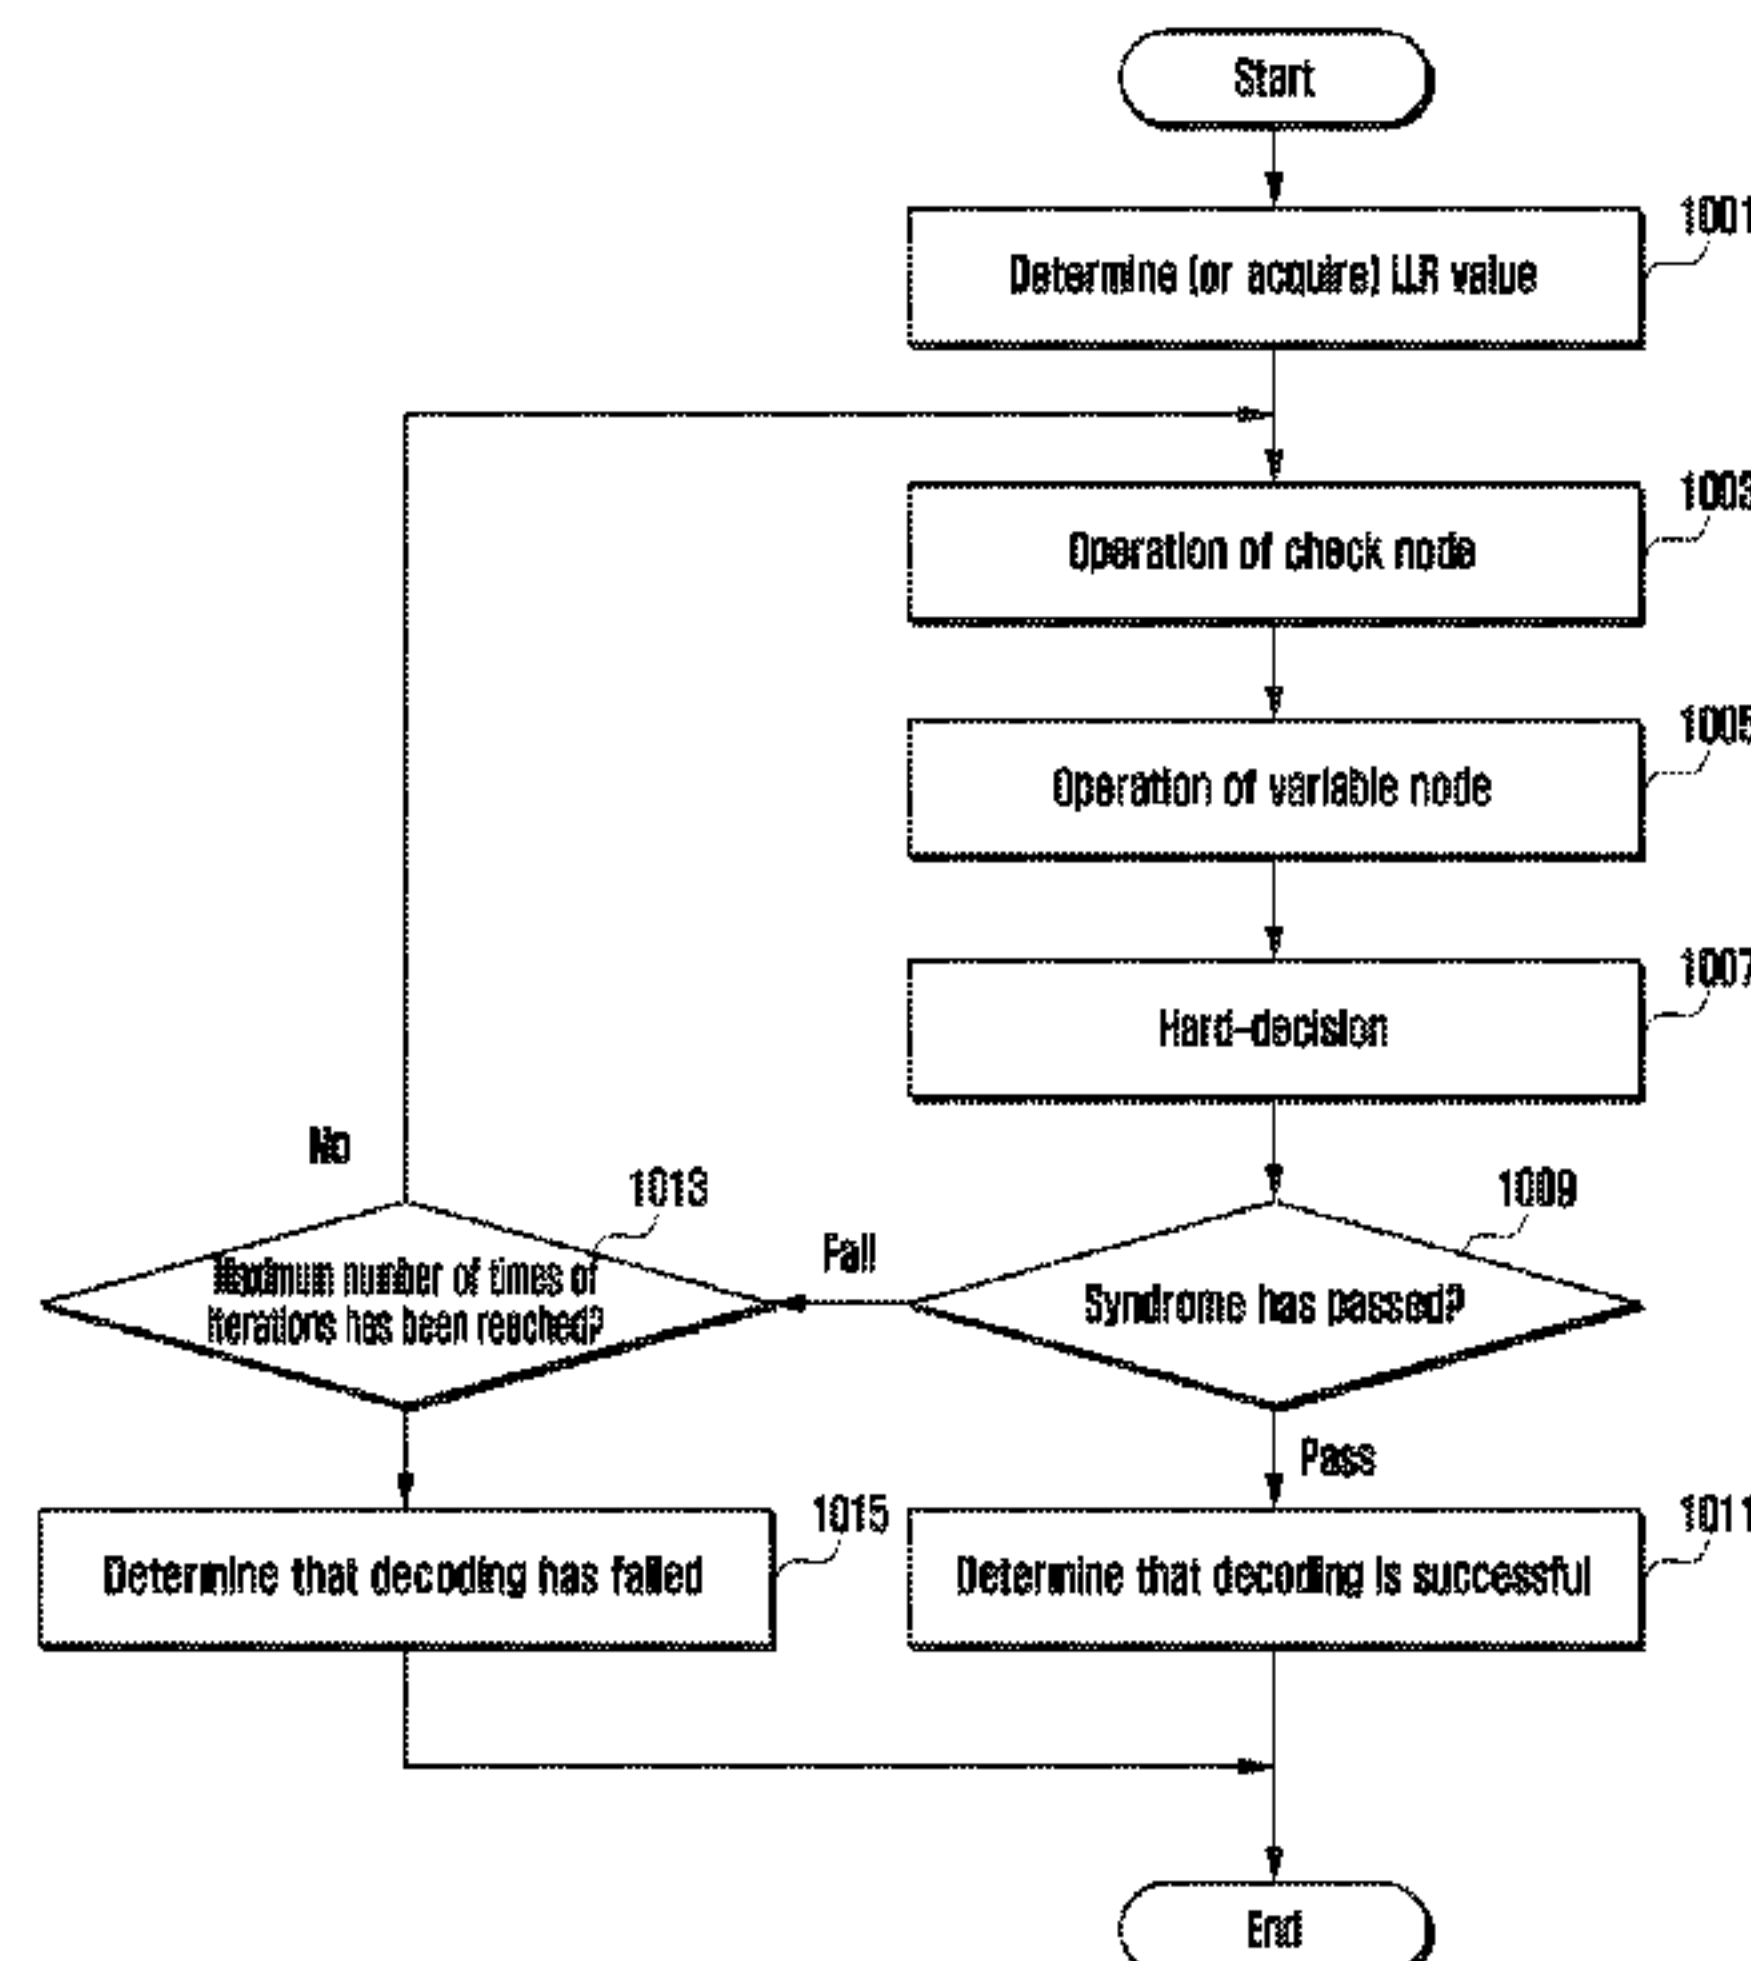 Start
1001
Determine (or acquire) LLR value
1003
Operation of check node
1005
Operation of variable node
1007
Hard-decision
No
1013
Maximum number of times of
iterations has been reached?
Fail
1009
Syndrome has passed?
Pass
1015
Determine that decoding has failed
1011
Determine that decoding is successful
End